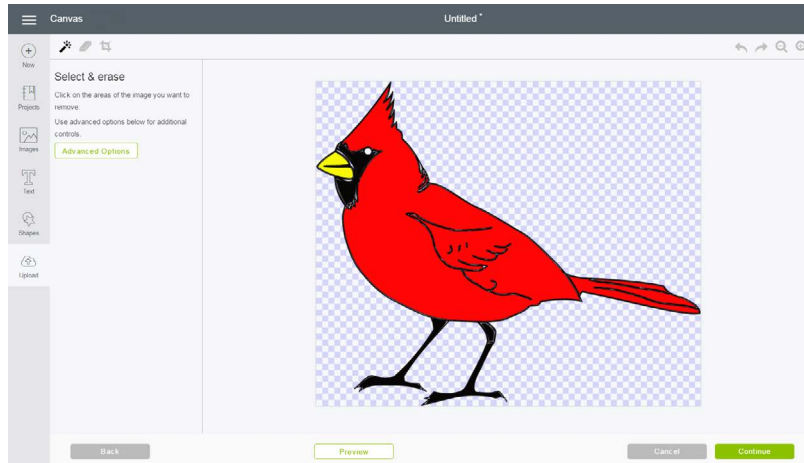 Canvas
Untitled *
New
Projects
Images
Text
Shapes
Upload
Select & erase
Click on the areas of the image you want to
remove.
Use advanced options below for additional
controls.
Advanced Options
Back
Preview
Cancel
Continue